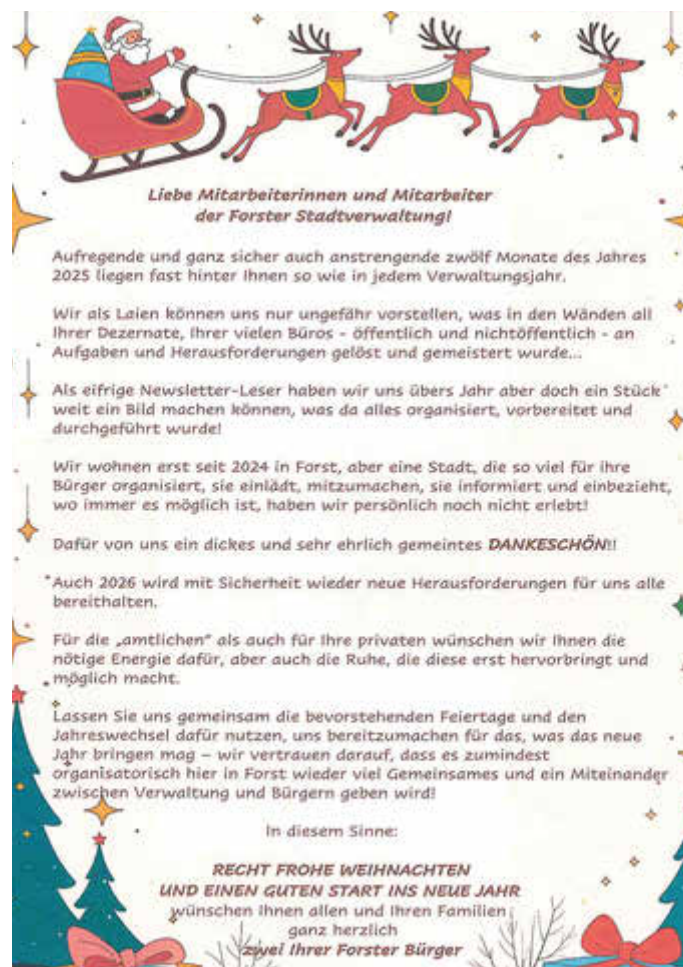 Liebe Mitarbeiterinnen und Mitarbeiter
der Forster Stadtverwaltung!
Aufregende und ganz sicher auch anstrengende zwölf Monate des Jahres
2025 liegen fast hinter Ihnen so wie in jedem Verwaltungsjahr.
Wir als Laien können uns nur ungefähr vorstellen, was in den Wänden all
Ihrer Dezernate, Ihrer vielen Büros - öffentlich und nichtöffentlich - an
Aufgaben und Herausforderungen gelöst und gemeistert wurde...
Als eifrige Newsletter-Leser haben wir uns übers Jahr aber doch ein Stück
weit ein Bild machen können, was da alles organisiert, vorbereitet und
durchgeführt wurde!
Wir wohnen erst seit 2024 in Forst, aber eine Stadt, die so viel für ihre
Bürger organisiert, sie einlädt, mitzumachen, sie informiert und einbezieht,
wo immer es möglich ist, haben wir persönlich noch nicht erlebt!
Dafür von uns ein dickes und sehr ehrlich gemeintes DANKESCHÖN!!
Auch 2026 wird mit Sicherheit wieder neue Herausforderungen für uns alle
bereithalten.
Für die „amtlichen" als auch für Ihre privaten wünschen wir Ihnen die
nötige Energie dafür, aber auch die Ruhe, die diese erst hervorbringt und
möglich macht.
Lassen Sie uns gemeinsam die bevorstehenden Feiertage und den
Jahreswechsel dafür nutzen, uns bereitzumachen für das, was das neue
Jahr bringen mag – wir vertrauen darauf, dass es zumindest
organisatorisch hier in Forst wieder viel Gemeinsames und ein Miteinander
zwischen Verwaltung und Bürgern geben wird!
In diesem Sinne:
RECHT FROHE WEIHNACHTEN
UND EINEN GUTEN START INS NEUE JAHR
wünschen Ihnen allen und Ihren Familien
ganz herzlich
zwei Ihrer Forster Bürger